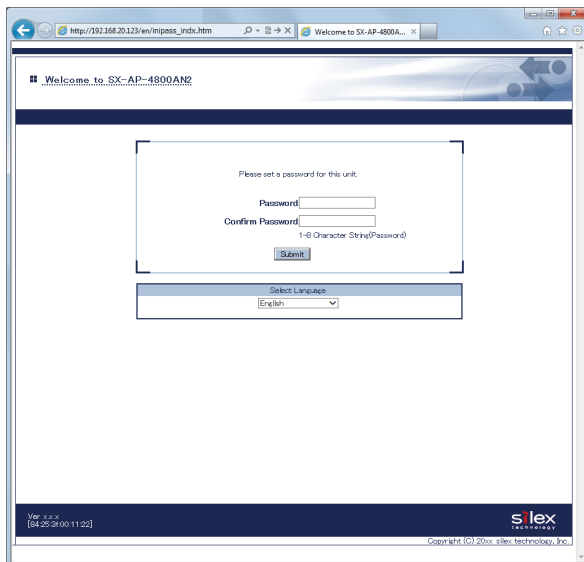 http://192.168.20.123/en/inipass_indx.htm
Welcome to SX-AP-4800A...
Welcome to SX-AP-4800AN2
Please set a password for this unit.
Password
Confirm Password
1-8 Character String(Password)
Submit
Select Language
English
Ver x.x.x
[84:25:3f:00:11:22]
silex
technology
Copyright (C) 20xx silex technology, Inc.